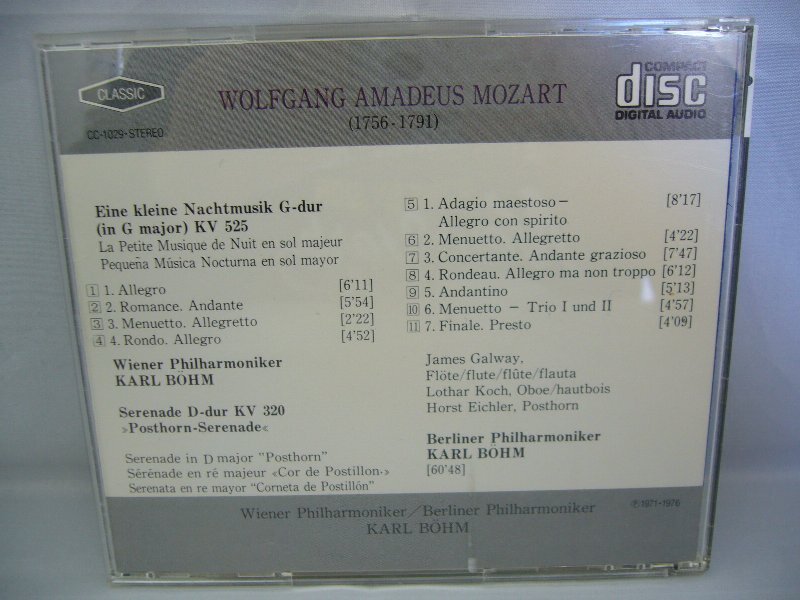 CLASSIC
CC-1029・STEREO
WOLFGANG AMADEUS MOZART
(1756-1791)
COMPACT
disc
DIGITAL AUDIO
Eine kleine Nachtmusik G-dur
(in G major) KV 525
La Petite Musique de Nuit en sol majeur
Pequeña Música Nocturna en sol mayor
1 1. Allegro [6'11]
2 2. Romance. Andante [5'54]
3 3. Menuetto. Allegretto [2'22]
4 4. Rondo. Allegro [4'52]
Wiener Philharmoniker
KARL BÖHM
Serenade D-dur KV 320
»Posthorn-Serenade«
Serenade in D major "Posthorn"
Sérénade en ré majeur «Cor de Postillon·»
Serenata en re mayor "Corneta de Postillón"
5 1. Adagio maestoso – [8'17]
Allegro con spirito
6 2. Menuetto. Allegretto [4'22]
7 3. Concertante. Andante grazioso [7'47]
8 4. Rondeau. Allegro ma non troppo [6'12]
9 5. Andantino [5'13]
10 6. Menuetto – Trio I und II [4'57]
11 7. Finale. Presto [4'09]
James Galway,
Flöte/flute/flûte/flauta
Lothar Koch, Oboe/hautbois
Horst Eichler, Posthorn
Berliner Philharmoniker
KARL BÖHM
[60'48]
Wiener Philharmoniker／Berliner Philharmoniker
KARL BÖHM
℗1971-1976